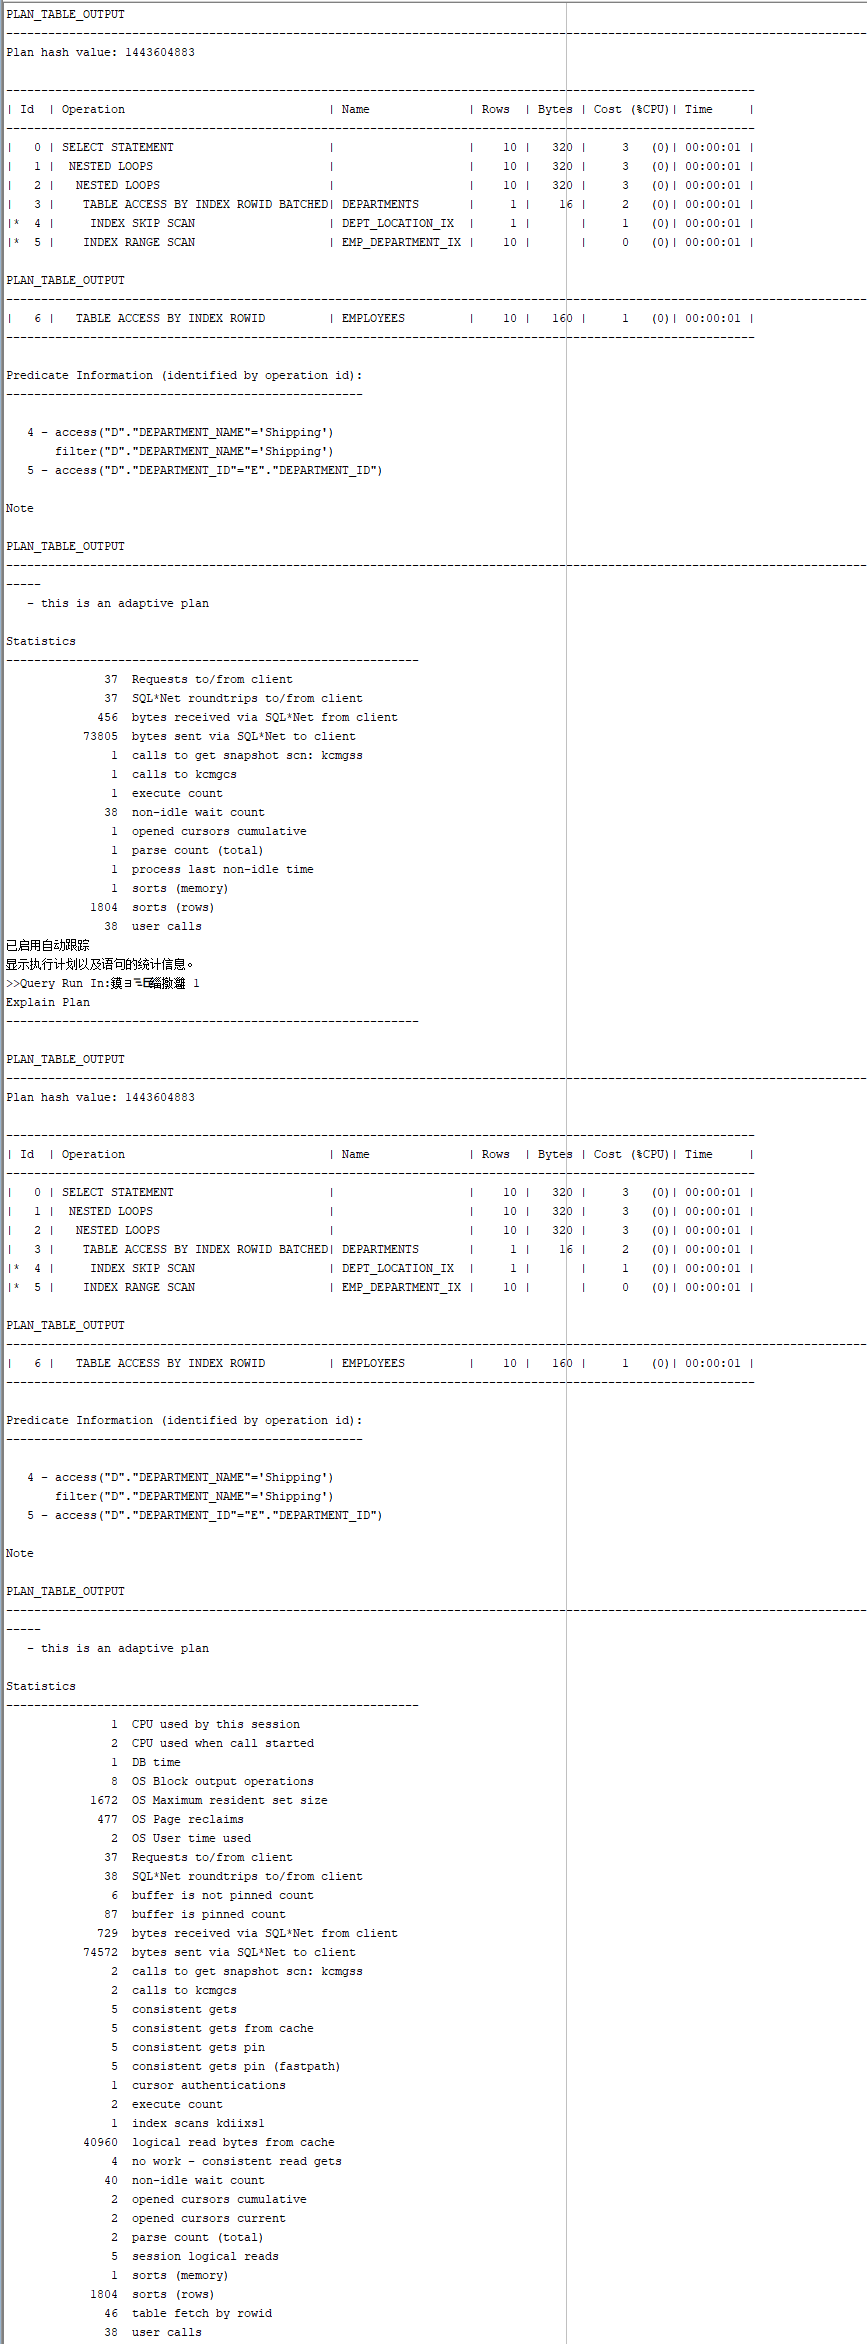 PLAN_TABLE_OUTPUT
--------------------------------------------------------------------------------
Plan hash value: 1443604883
--------------------------------------------------------------------------------
| Id  | Operation                             | Name              | Rows  | Bytes | Cost (%CPU)| Time     |
--------------------------------------------------------------------------------
|   0 | SELECT STATEMENT                      |                   |    10 |   320 |     3   (0)| 00:00:01 |
|   1 |  NESTED LOOPS                         |                   |    10 |   320 |     3   (0)| 00:00:01 |
|   2 |   NESTED LOOPS                        |                   |    10 |   320 |     3   (0)| 00:00:01 |
|   3 |    TABLE ACCESS BY INDEX ROWID BATCHED| DEPARTMENTS       |     1 |    16 |     2   (0)| 00:00:01 |
|*  4 |     INDEX SKIP SCAN                   | DEPT_LOCATION_IX  |     1 |       |     1   (0)| 00:00:01 |
|*  5 |    INDEX RANGE SCAN                   | EMP_DEPARTMENT_IX |    10 |       |     0   (0)| 00:00:01 |
PLAN_TABLE_OUTPUT
--------------------------------------------------------------------------------
|   6 |   TABLE ACCESS BY INDEX ROWID         | EMPLOYEES         |    10 |   160 |     1   (0)| 00:00:01 |
--------------------------------------------------------------------------------
Predicate Information (identified by operation id):
---------------------------------------------------
   4 - access("D"."DEPARTMENT_NAME"='Shipping')
       filter("D"."DEPARTMENT_NAME"='Shipping')
   5 - access("D"."DEPARTMENT_ID"="E"."DEPARTMENT_ID")
Note
PLAN_TABLE_OUTPUT
--------------------------------------------------------------------------------
-----
   - this is an adaptive plan
Statistics
-----------------------------------------------------------
              37  Requests to/from client
              37  SQL*Net roundtrips to/from client
             456  bytes received via SQL*Net from client
           73805  bytes sent via SQL*Net to client
               1  calls to get snapshot scn: kcmgss
               1  calls to kcmgcs
               1  execute count
              38  non-idle wait count
               1  opened cursors cumulative
               1  parse count (total)
               1  process last non-idle time
               1  sorts (memory)
            1804  sorts (rows)
              38  user calls
已启用自动跟踪
显示执行计划以及语句的统计信息。
>>Query Run In: 1
Explain Plan
-----------------------------------------------------------
PLAN_TABLE_OUTPUT
--------------------------------------------------------------------------------
Plan hash value: 1443604883
--------------------------------------------------------------------------------
| Id  | Operation                             | Name              | Rows  | Bytes | Cost (%CPU)| Time     |
--------------------------------------------------------------------------------
|   0 | SELECT STATEMENT                      |                   |    10 |   320 |     3   (0)| 00:00:01 |
|   1 |  NESTED LOOPS                         |                   |    10 |   320 |     3   (0)| 00:00:01 |
|   2 |   NESTED LOOPS                        |                   |    10 |   320 |     3   (0)| 00:00:01 |
|   3 |    TABLE ACCESS BY INDEX ROWID BATCHED| DEPARTMENTS       |     1 |    16 |     2   (0)| 00:00:01 |
|*  4 |     INDEX SKIP SCAN                   | DEPT_LOCATION_IX  |     1 |       |     1   (0)| 00:00:01 |
|*  5 |    INDEX RANGE SCAN                   | EMP_DEPARTMENT_IX |    10 |       |     0   (0)| 00:00:01 |
PLAN_TABLE_OUTPUT
--------------------------------------------------------------------------------
|   6 |   TABLE ACCESS BY INDEX ROWID         | EMPLOYEES         |    10 |   160 |     1   (0)| 00:00:01 |
--------------------------------------------------------------------------------
Predicate Information (identified by operation id):
---------------------------------------------------
   4 - access("D"."DEPARTMENT_NAME"='Shipping')
       filter("D"."DEPARTMENT_NAME"='Shipping')
   5 - access("D"."DEPARTMENT_ID"="E"."DEPARTMENT_ID")
Note
PLAN_TABLE_OUTPUT
--------------------------------------------------------------------------------
-----
   - this is an adaptive plan
Statistics
-----------------------------------------------------------
               1  CPU used by this session
               2  CPU used when call started
               1  DB time
               8  OS Block output operations
            1672  OS Maximum resident set size
             477  OS Page reclaims
               2  OS User time used
              37  Requests to/from client
              38  SQL*Net roundtrips to/from client
               6  buffer is not pinned count
              87  buffer is pinned count
             729  bytes received via SQL*Net from client
           74572  bytes sent via SQL*Net to client
               2  calls to get snapshot scn: kcmgss
               2  calls to kcmgcs
               5  consistent gets
               5  consistent gets from cache
               5  consistent gets pin
               5  consistent gets pin (fastpath)
               1  cursor authentications
               2  execute count
               1  index scans kdiixs1
           40960  logical read bytes from cache
               4  no work - consistent read gets
              40  non-idle wait count
               2  opened cursors cumulative
               2  opened cursors current
               2  parse count (total)
               5  session logical reads
               1  sorts (memory)
            1804  sorts (rows)
              46  table fetch by rowid
              38  user calls